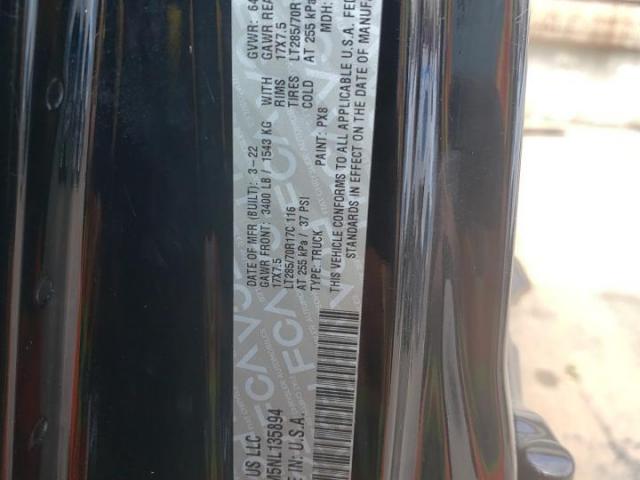 US LLC
DATE OF MFR (BUILT): 3-22 GVWR: 64
GAWR FRONT: 3400 LB / 1543 KG WITH GAWR REA
17X7.5 RIMS 17X7.5
LT285/70R17C 116 TIRES LT285/70R
AT 255 kPa / 37 PSI COLD AT 255 kPa
TYPE: TRUCK PAINT: PX8 MDH:
THIS VEHICLE CONFORMS TO ALL APPLICABLE U.S.A. FEE
STANDARDS IN EFFECT ON THE DATE OF MANUF
M5NL135894
E IN: U.S.A.